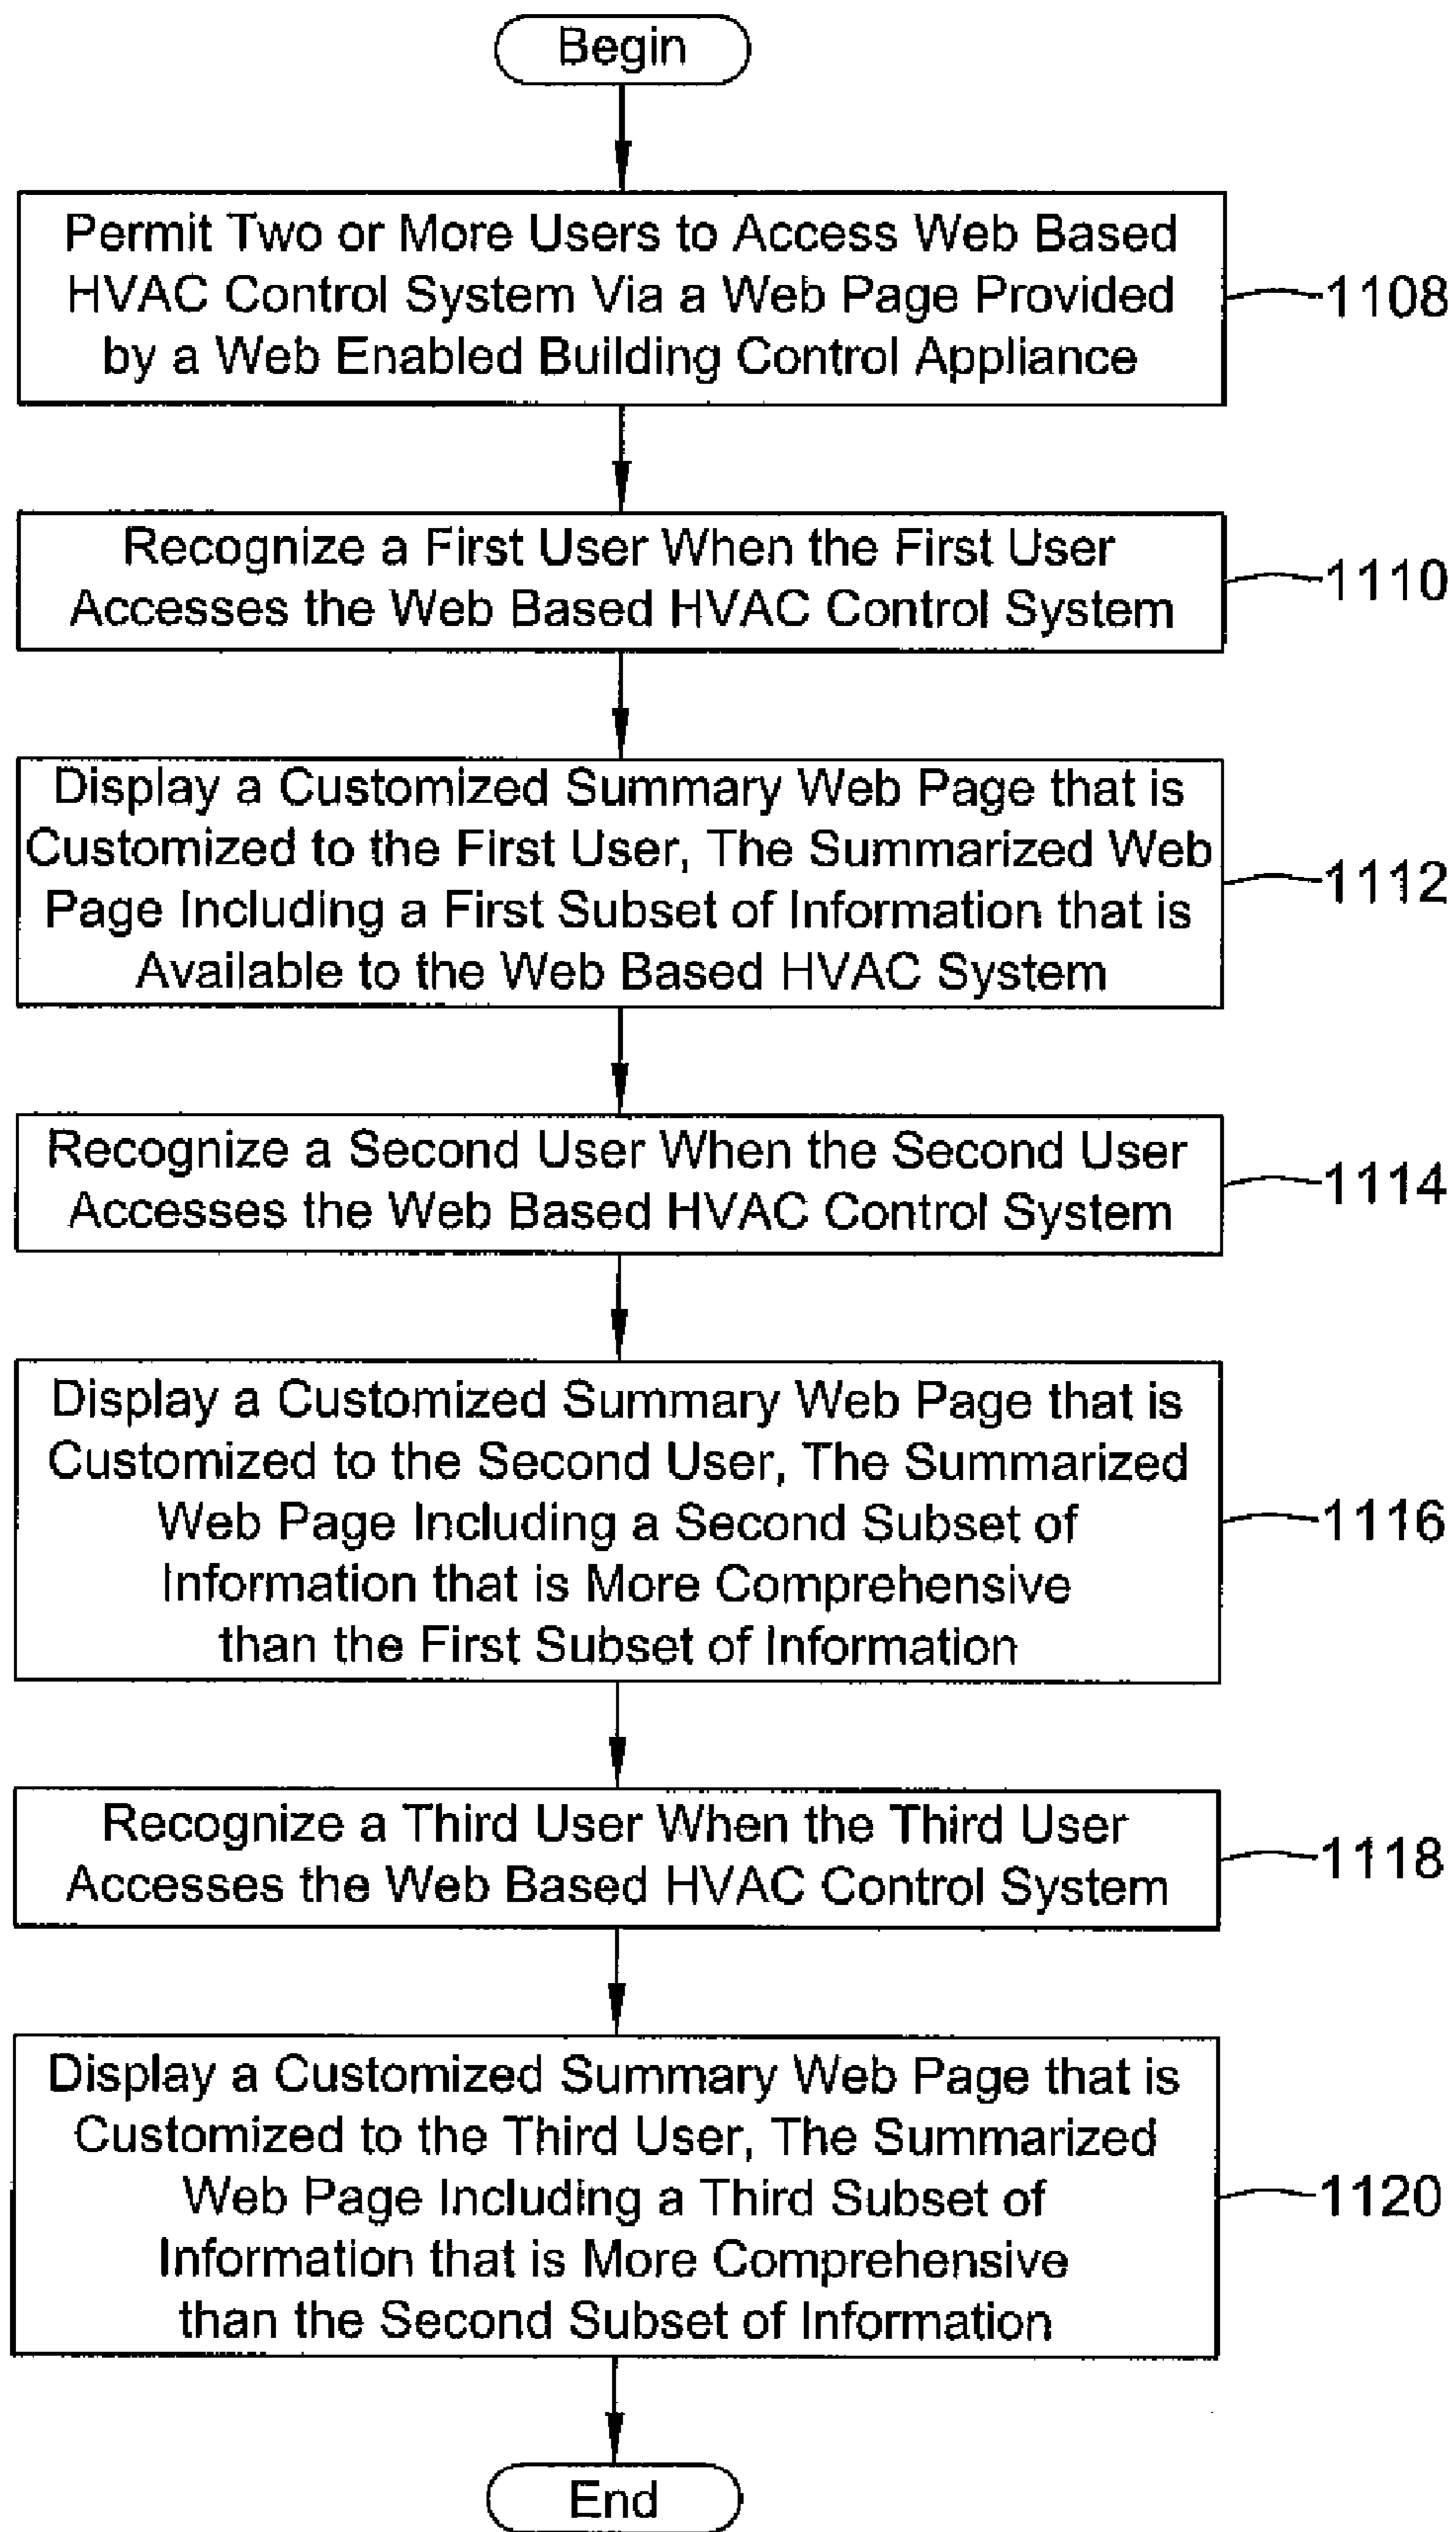 Begin
Permit Two or More Users to Access Web Based
HVAC Control System Via a Web Page Provided
by a Web Enabled Building Control Appliance
1108
Recognize a First User When the First User
Accesses the Web Based HVAC Control System
1110
Display a Customized Summary Web Page that is
Customized to the First User, The Summarized Web
Page Including a First Subset of Information that is
Available to the Web Based HVAC System
1112
Recognize a Second User When the Second User
Accesses the Web Based HVAC Control System
1114
Display a Customized Summary Web Page that is
Customized to the Second User, The Summarized
Web Page Including a Second Subset of
Information that is More Comprehensive
than the First Subset of Information
1116
Recognize a Third User When the Third User
Accesses the Web Based HVAC Control System
1118
Display a Customized Summary Web Page that is
Customized to the Third User, The Summarized
Web Page Including a Third Subset of
Information that is More Comprehensive
than the Second Subset of Information
1120
End